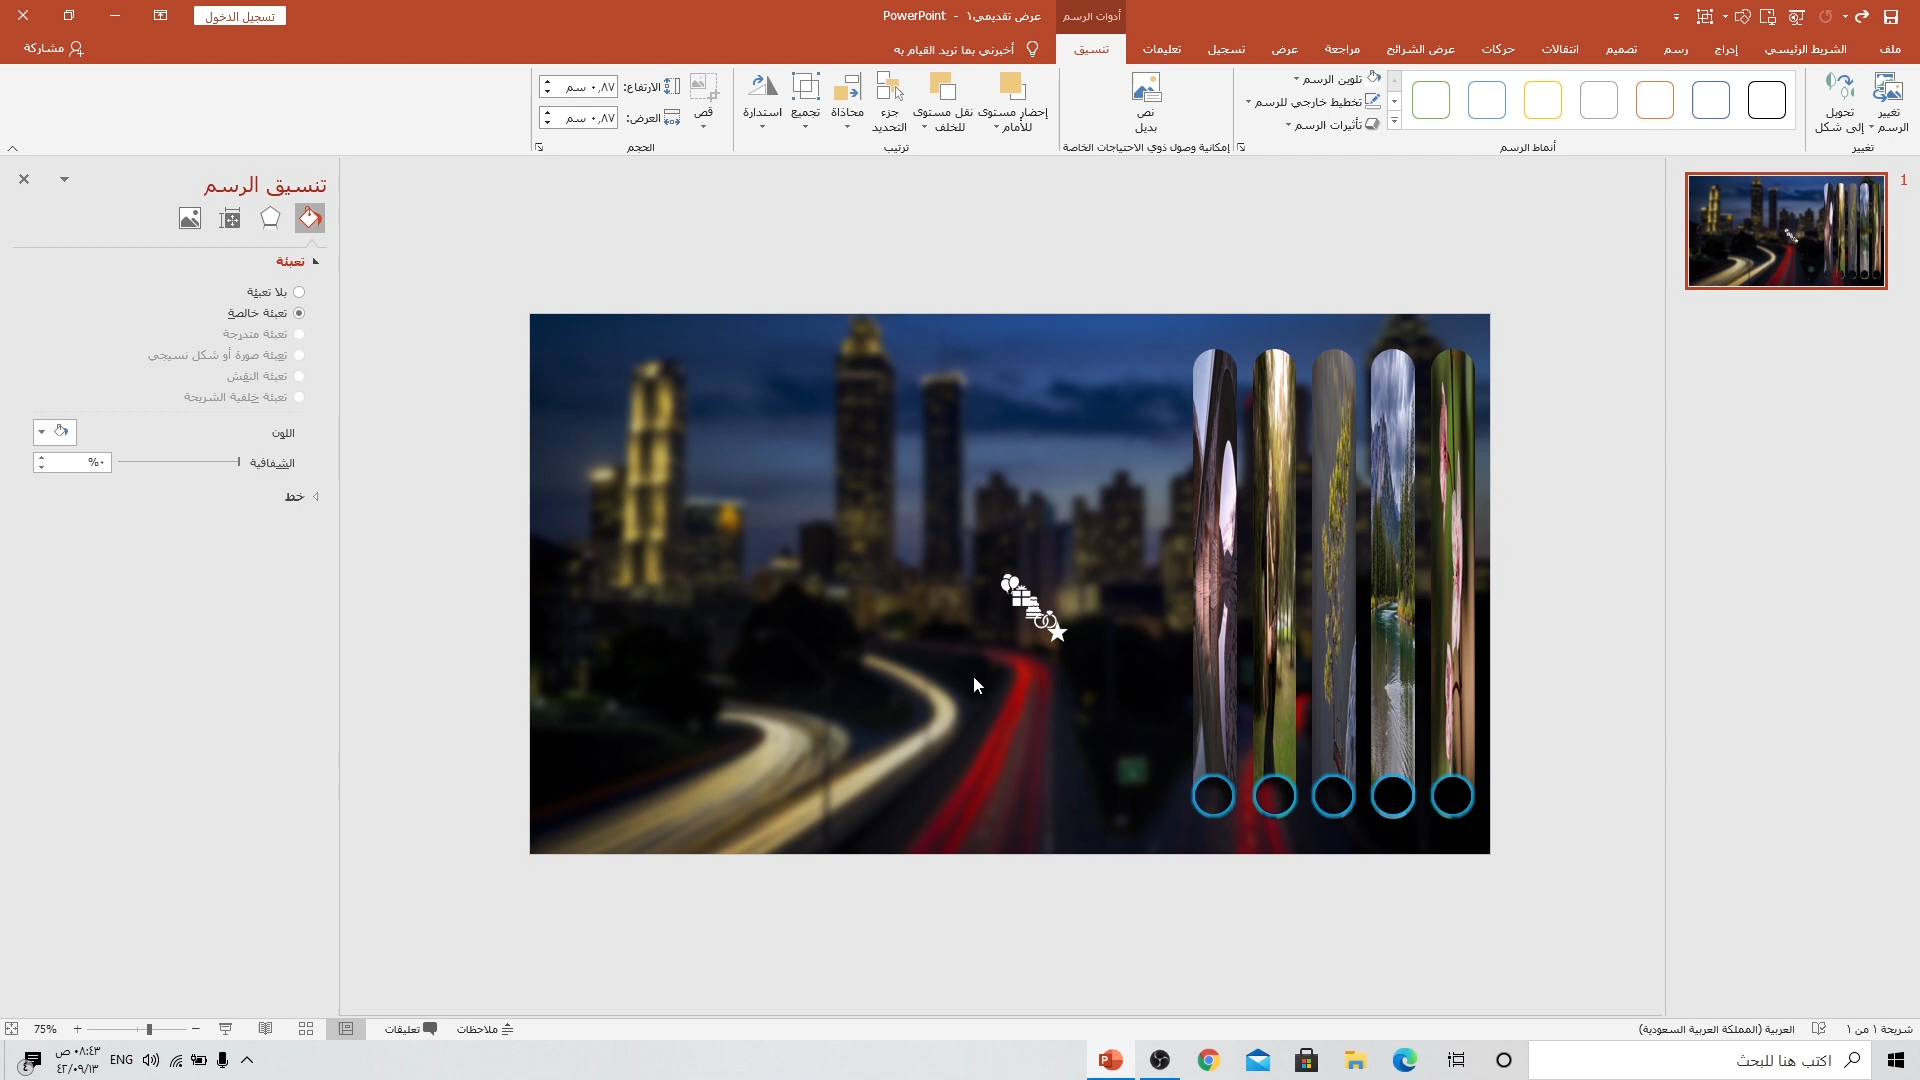 عرض تقديمي١ - PowerPoint
أدوات الرسم
تسجيل الدخول
ملف
الشريط الرئيسي
إدراج
رسم
تصميم
انتقالات
حركات
عرض الشرائح
مراجعة
عرض
تسجيل
تعليمات
تنسيق
أخبرني بما تريد القيام به
مشاركة
تغيير
الرسم
تحويل
إلى شكل
تغيير
أنماط الرسم
تلوين الرسم
تخطيط خارجي للرسم
تأثيرات الرسم
نص
بديل
إمكانية وصول ذوي الاحتياجات الخاصة
إحضار مستوى
للأمام
نقل مستوى
للخلف
جزء
التحديد
محاذاة
تجميع
استدارة
ترتيب
قص
الارتفاع: ٠,٨٧ سم
العرض: ٠,٨٧ سم
الحجم
1
تنسيق الرسم
تعبئة
بلا تعبئة
تعبئة خالصة
تعبئة متدرجة
تعبئة صورة أو شكل نسيجي
تعبئة النقش
تعبئة خلفية الشريحة
اللون
الشفافية
٠%
خط
شريحة ١ من ١
العربية (المملكة العربية السعودية)
ملاحظات
تعليقات
75%
اكتب هنا للبحث
ENG
٠٨:٤٣ ص
٤٢/٠٩/١٣
٤